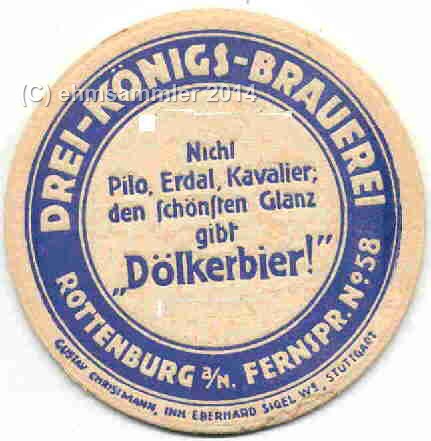 DREI-KÖNIGS-BRAUEREI
(C) ehmsammler 2014
Nicht
Pilo, Erdal, Kavalier;
den ſchönſten Glanz
gibt
„Dölkerbier!"
ROTTENBURG a/N. FERNSPR. No. 58
GUSTAV CHRISTMANN, INH. EBERHARD SIGEL WE., STUTTGART